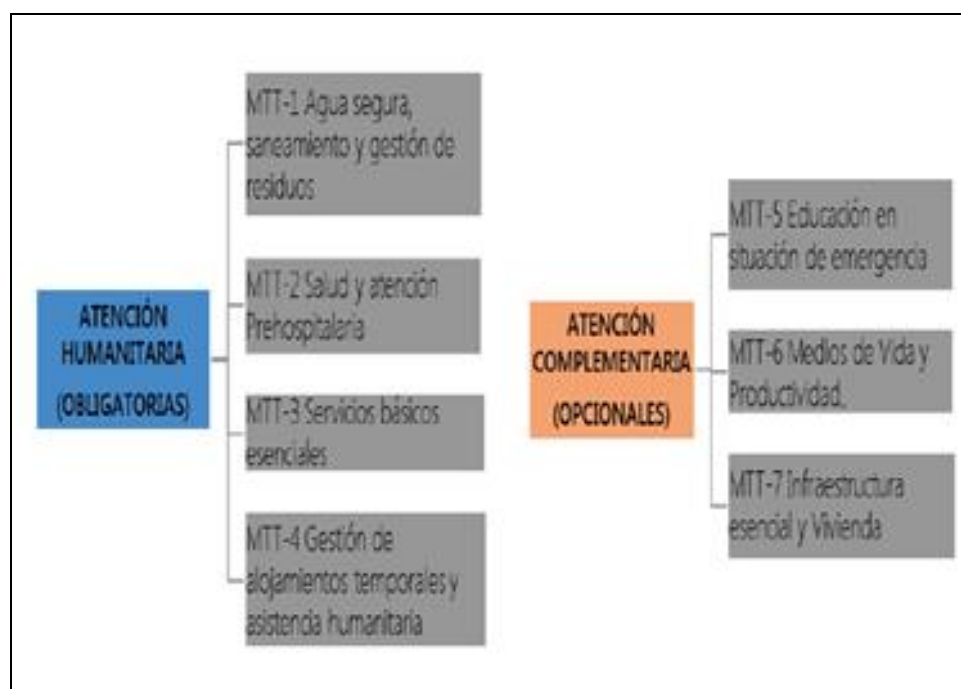 ATENCIÓN
HUMANITARIA
(OBLIGATORIAS)
MTT-1 Agua segura,
saneamiento y gestión de
residuos
MTT-2 Salud y atención
Prehospitalaria
MTT-3 Servicios básicos
esenciales
MTT-4 Gestión de
alojamientos temporales y
asistencia humanitaria
ATENCIÓN
COMPLEMENTARIA
(OPCIONALES)
MTT-5 Educación en
situación de emergencia
MTT-6 Medios de Vida y
Productividad,
MTT-7 Infraestructura
esencial y Vivienda